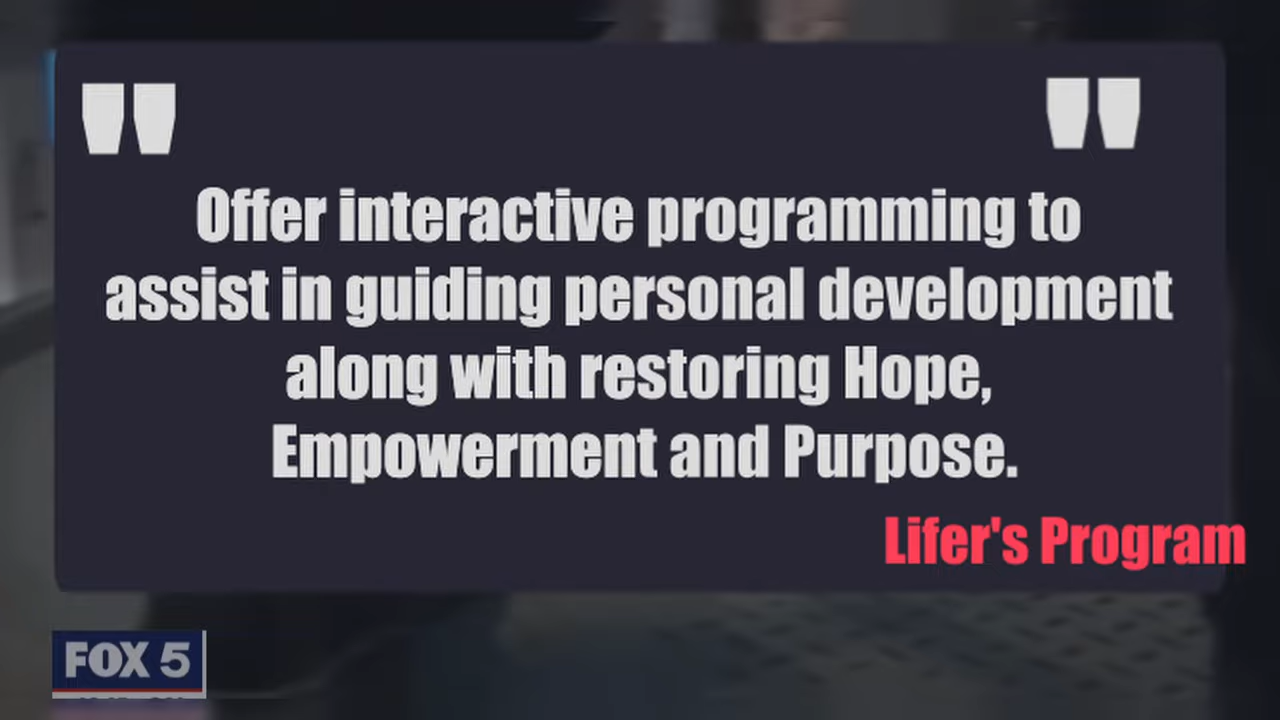 " "
Offer interactive programming to
assist in guiding personal development
along with restoring Hope,
Empowerment and Purpose.
Lifer's Program
FOX 5